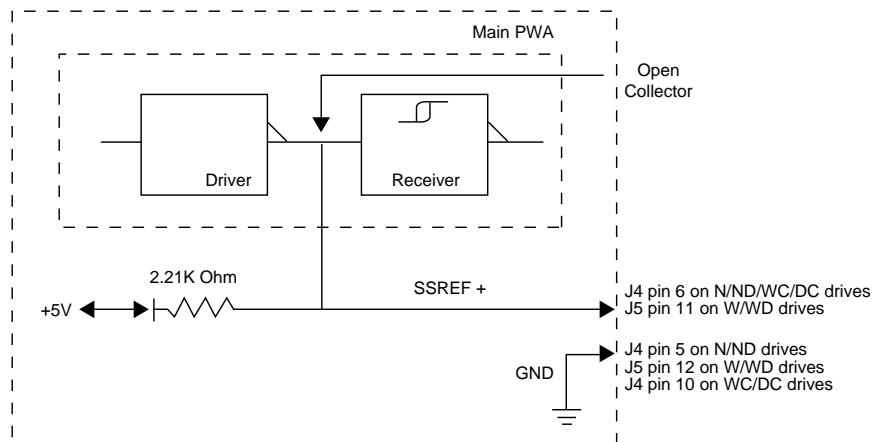 Main PWA
Open
Collector
Driver
Receiver
2.21K Ohm
SSREF +
+5V
J4 pin 6 on N/ND/WC/DC drives
J5 pin 11 on W/WD drives
J4 pin 5 on N/ND drives
GND
J5 pin 12 on W/WD drives
J4 pin 10 on WC/DC drives